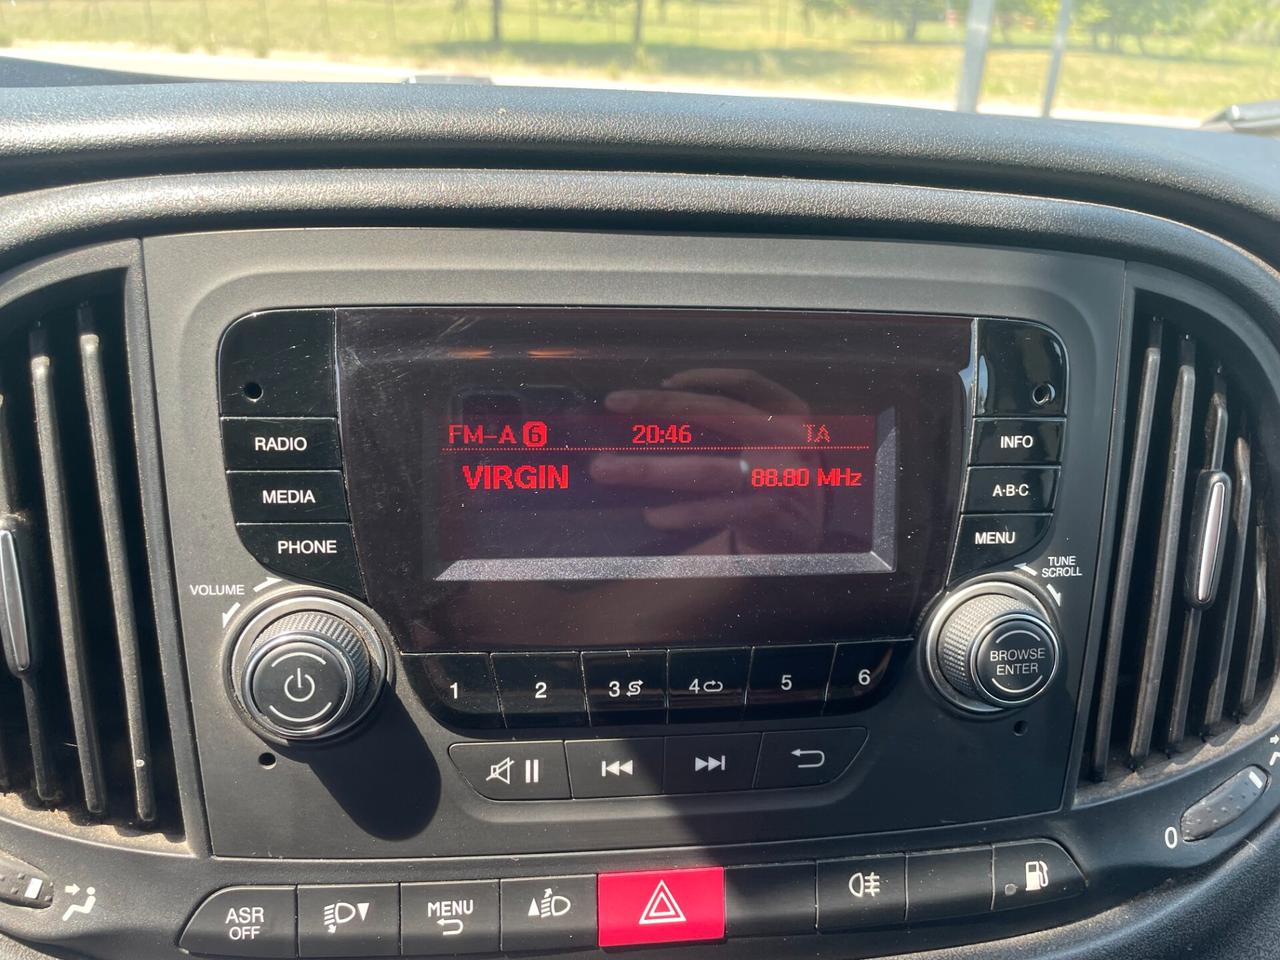 FM-A 6 20:46 TA
VIRGIN 88.80 MHz
RADIO
MEDIA
PHONE
INFO
A·B·C
MENU
VOLUME
TUNE
SCROLL
BROWSE
ENTER
1 2 3 4 5 6
0
ASR
OFF
MENU